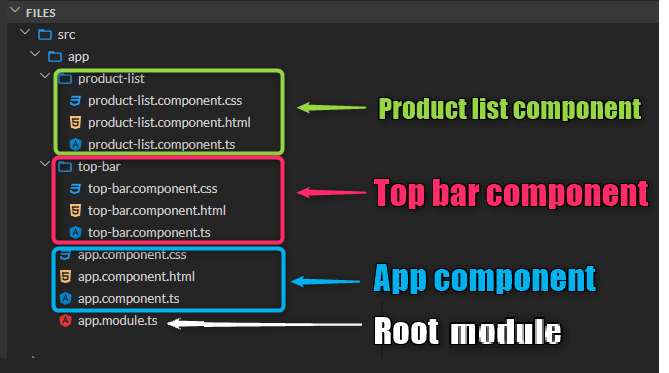 FILES
src
app
product-list
product-list.component.css
product-list.component.html
product-list.component.ts
Product list component
top-bar
top-bar.component.css
top-bar.component.html
top-bar.component.ts
Top bar component
app.component.css
app.component.html
app.component.ts
App component
app.module.ts
Root module